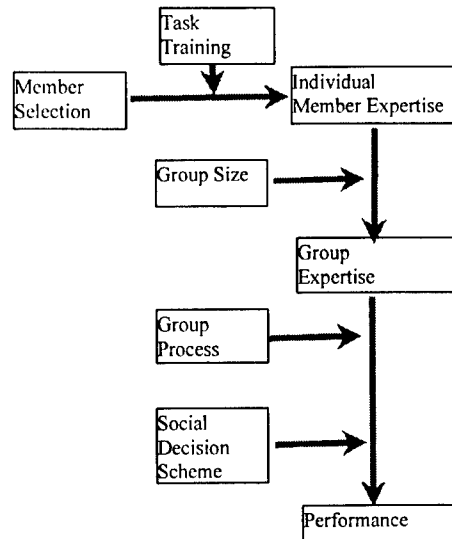 Task
Training
Member
Selection
Individual
Member Expertise
Group Size
Group
Expertise
Group
Process
Social
Decision
Scheme
Performance